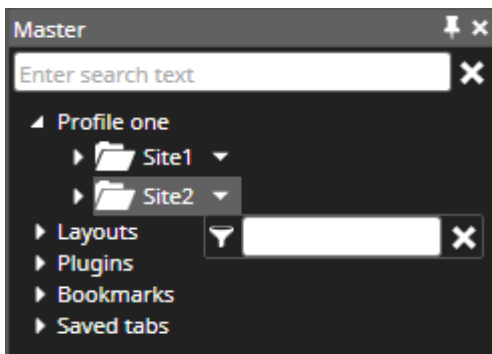 Master
Enter search text
Profile one
Site1
Site2
Layouts
Plugins
Bookmarks
Saved tabs